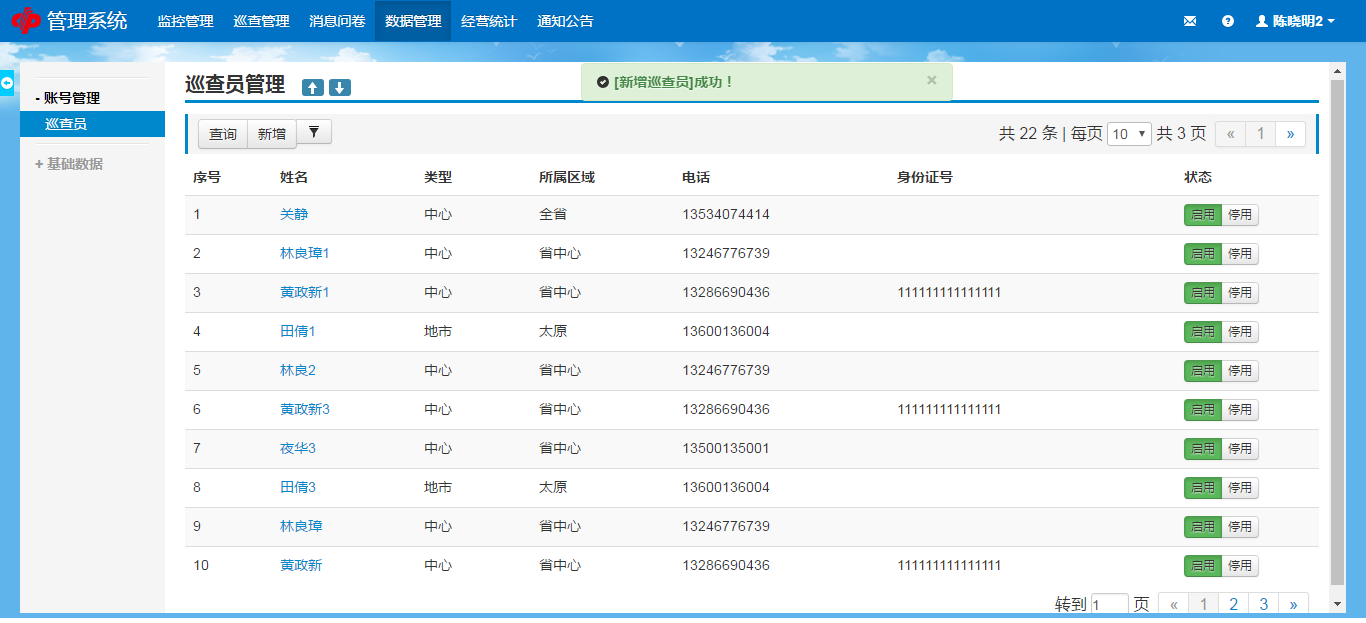 管理系统 监控管理 巡查管理 消息问卷 数据管理 经营统计 通知公告 陈晓明2
- 账号管理
巡查员
+ 基础数据
巡查员管理
[新增巡查员]成功！ ×
查询 新增 共 22 条 | 每页 10 共 3 页 « 1 »
序号 姓名 类型 所属区域 电话 身份证号 状态
1 关静 中心 全省 13534074414 启用 停用
2 林良璋1 中心 省中心 13246776739 启用 停用
3 黄政新1 中心 省中心 13286690436 111111111111111 启用 停用
4 田倩1 地市 太原 13600136004 启用 停用
5 林良2 中心 省中心 13246776739 启用 停用
6 黄政新3 中心 省中心 13286690436 111111111111111 启用 停用
7 夜华3 中心 省中心 13500135001 启用 停用
8 田倩3 地市 太原 13600136004 启用 停用
9 林良璋 中心 省中心 13246776739 启用 停用
10 黄政新 中心 省中心 13286690436 111111111111111 启用 停用
转到 1 页 « 1 2 3 »